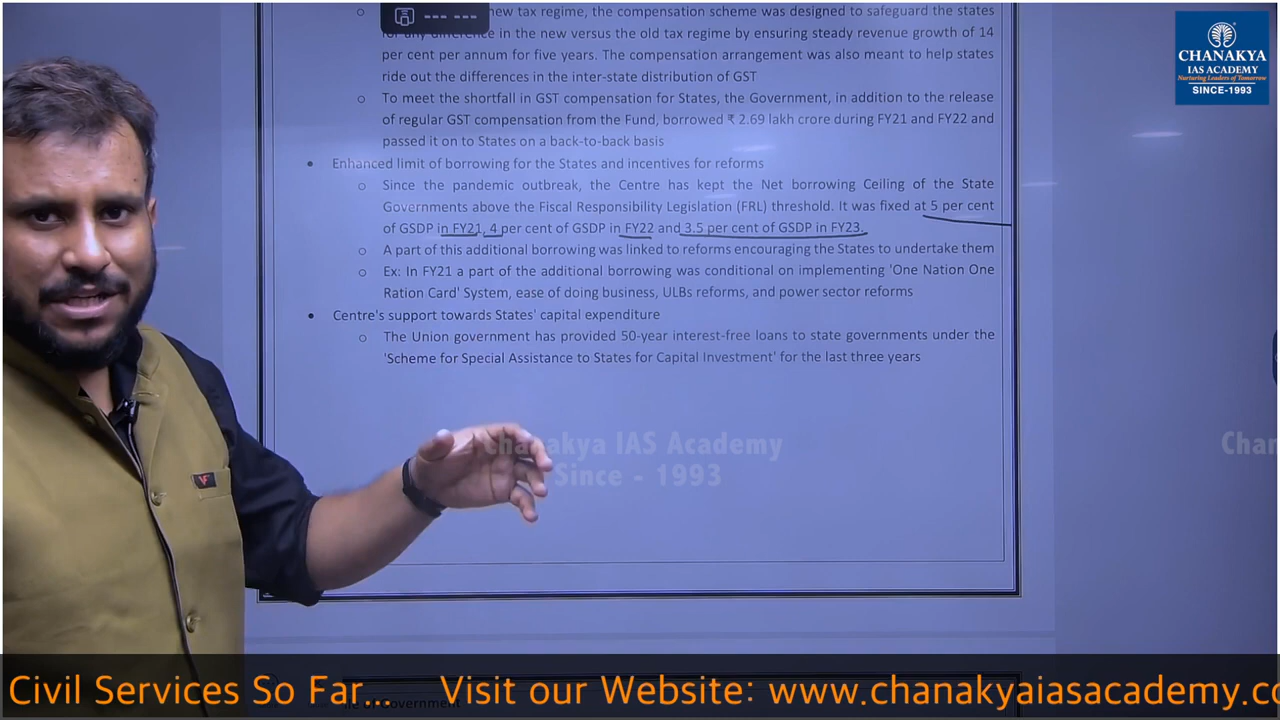 new tax regime, the compensation scheme was designed to safeguard the states
for any difference in the new versus the old tax regime by ensuring steady revenue growth of 14
per cent per annum for five years. The compensation arrangement was also meant to help states
ride out the differences in the inter-state distribution of GST
To meet the shortfall in GST compensation for States, the Government, in addition to the release
of regular GST compensation from the Fund, borrowed ₹ 2.69 lakh crore during FY21 and FY22 and
passed it on to States on a back-to-back basis
• Enhanced limit of borrowing for the States and incentives for reforms
Since the pandemic outbreak, the Centre has kept the Net borrowing Ceiling of the State
Governments above the Fiscal Responsibility Legislation (FRL) threshold. It was fixed at 5 per cent
of GSDP in FY21, 4 per cent of GSDP in FY22 and 3.5 per cent of GSDP in FY23.
A part of this additional borrowing was linked to reforms encouraging the States to undertake them
Ex: In FY21 a part of the additional borrowing was conditional on implementing 'One Nation One
Ration Card' System, ease of doing business, ULBs reforms, and power sector reforms
• Centre's support towards States' capital expenditure
The Union government has provided 50-year interest-free loans to state governments under the
'Scheme for Special Assistance to States for Capital Investment' for the last three years
Chanakya IAS Academy
Since - 1993
Chan
CHANAKYA
IAS ACADEMY
Nurturing Leaders of Tomorrow
SINCE-1993
VF
of Government
Civil Services So Far... Visit our Website: www.chanakyaiasacademy.co